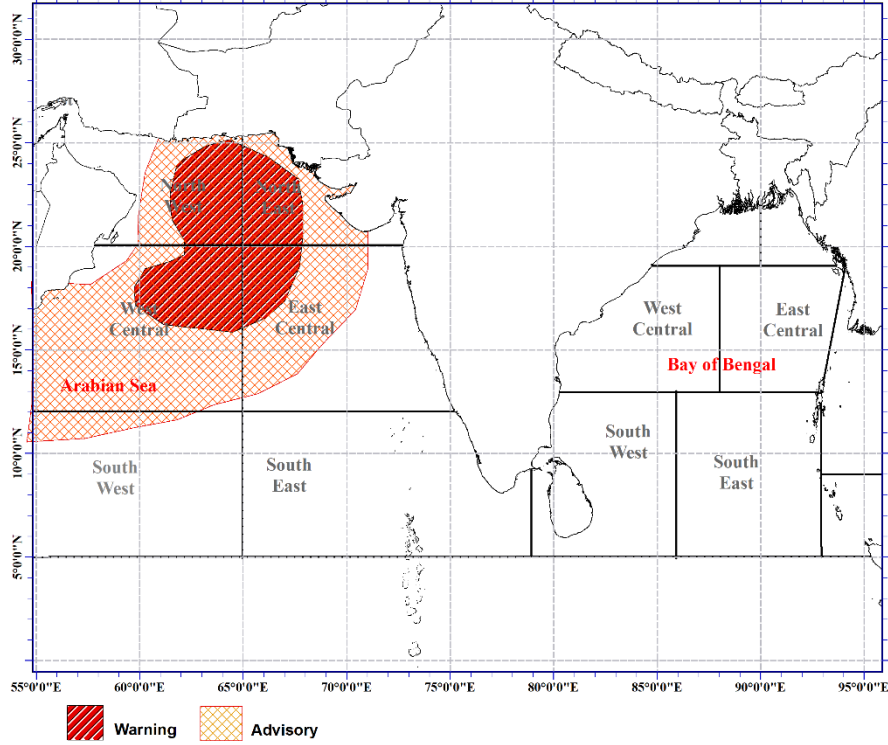 30°0'0"N
25°0'0"N
20°0'0"N
15°0'0"N
10°0'0"N
5°0'0"N
North
West
North
East
West
Central
East
Central
Arabian Sea
South
West
South
East
West
Central
East
Central
Bay of Bengal
South
West
South
East
55°0'0"E 60°0'0"E 65°0'0"E 70°0'0"E 75°0'0"E 80°0'0"E 85°0'0"E 90°0'0"E 95°0'0"E
Warning Advisory